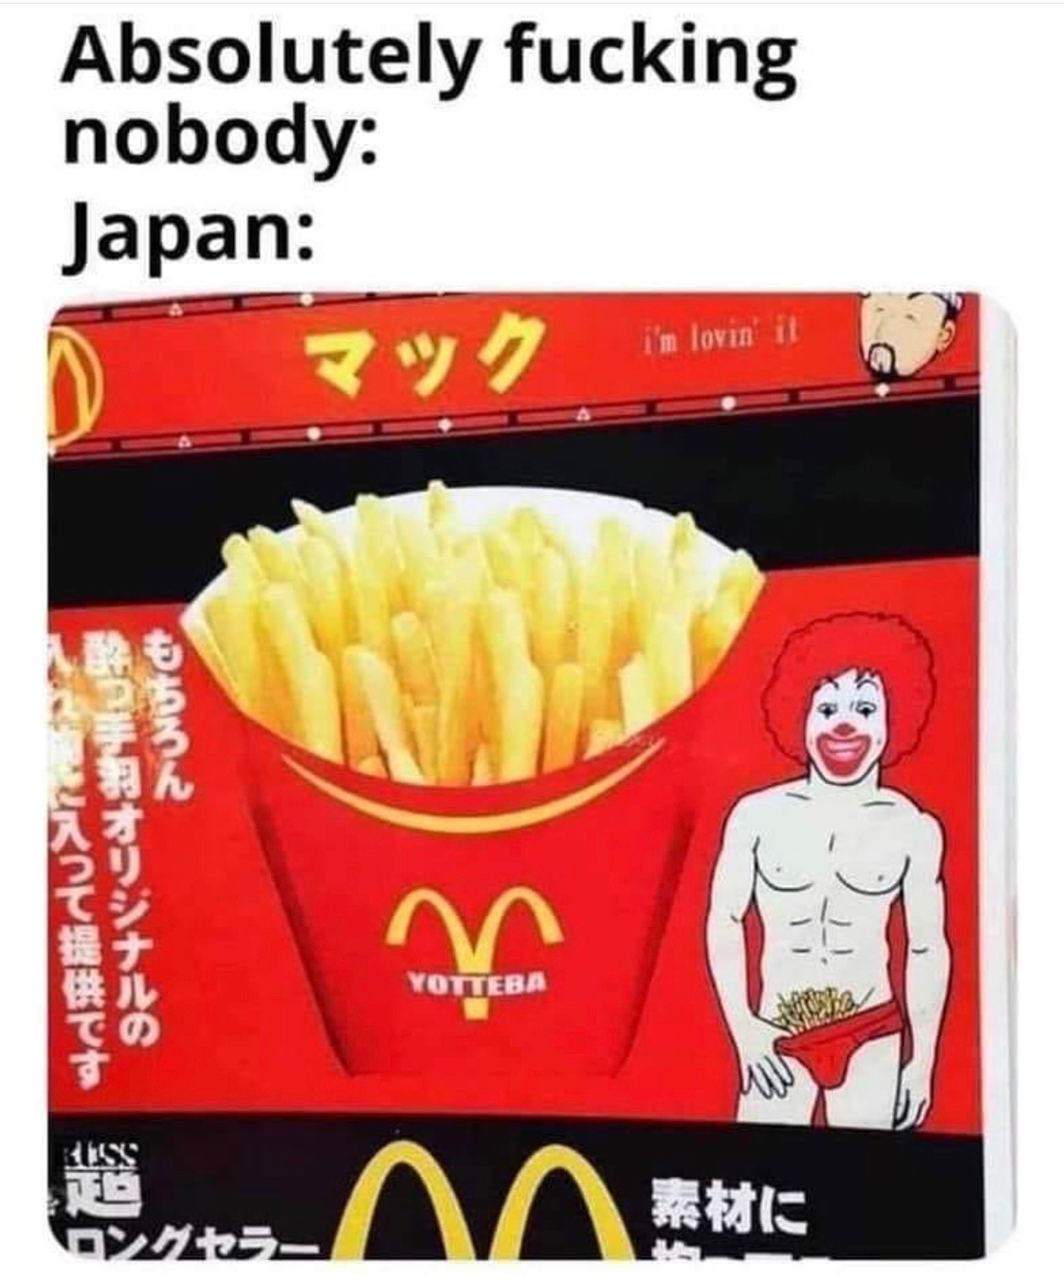 Absolutely fucking
nobody:
Japan:
マック
i'm lovin' it
もちろん
酔っ手羽オリジナルの
入って提供です
YOTTEBA
超
ロングセラー
素材に